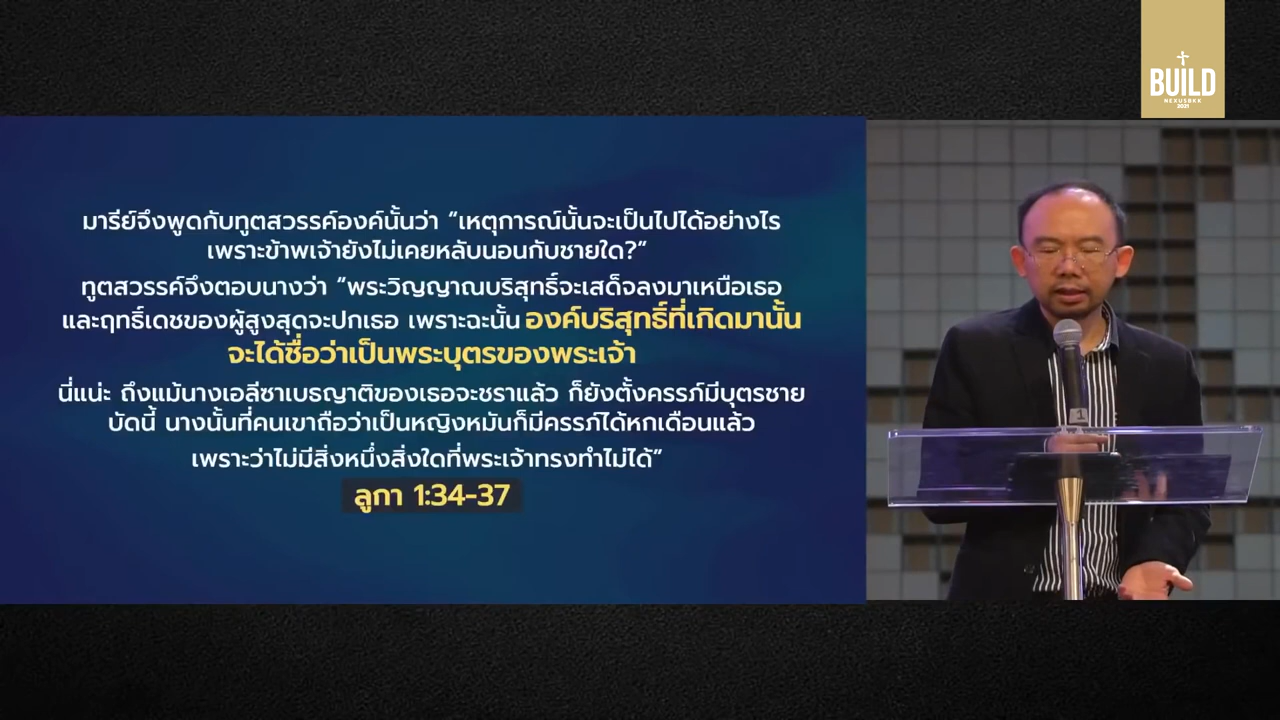 มารีย์จึงพูดกับทูตสวรรค์องค์นั้นว่า “เหตุการณ์นั้นจะเป็นไปได้อย่างไร
เพราะข้าพเจ้ายังไม่เคยหลับนอนกับชายใด?”
ทูตสวรรค์จึงตอบนางว่า “พระวิญญาณบริสุทธิ์จะเสด็จลงมาเหนือเธอ
และฤทธิ์เดชของผู้สูงสุดจะปกเธอ เพราะฉะนั้น องค์บริสุทธิ์ที่เกิดมานั้น
จะได้ชื่อว่าเป็นพระบุตรของพระเจ้า
นี่แน่ะ ถึงแม้นางเอลีซาเบธญาติของเธอจะชราแล้ว ก็ยังตั้งครรภ์มีบุตรชาย
บัดนี้ นางนั้นที่คนเขาถือว่าเป็นหญิงหมันก็มีครรภ์ได้หกเดือนแล้ว
เพราะว่าไม่มีสิ่งหนึ่งสิ่งใดที่พระเจ้าทรงทำไม่ได้”
ลูกา 1:34-37
BUILD
NEXUSBKK
2021
1